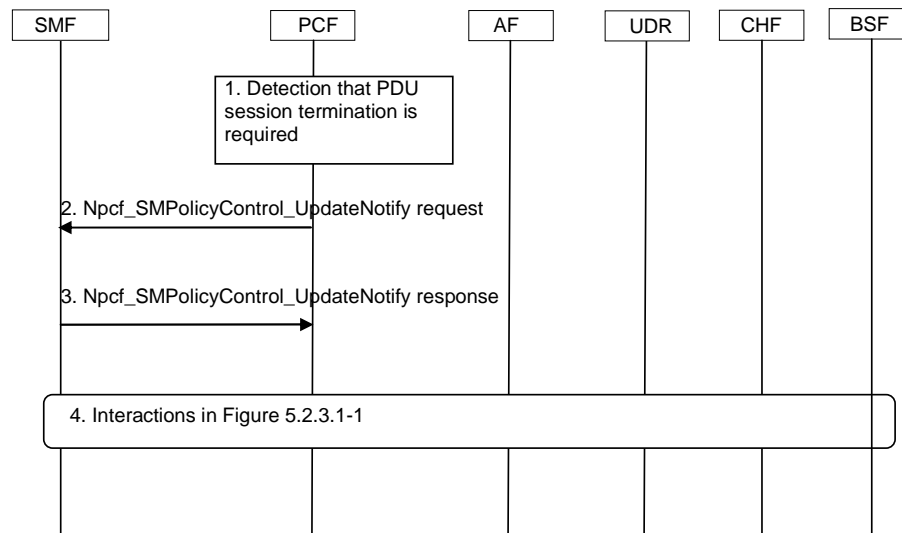 SMF PCF AF UDR CHF BSF
1. Detection that PDU
session termination is
required
2. Npcf_SMPolicyControl_UpdateNotify request
3. Npcf_SMPolicyControl_UpdateNotify response
4. Interactions in Figure 5.2.3.1-1